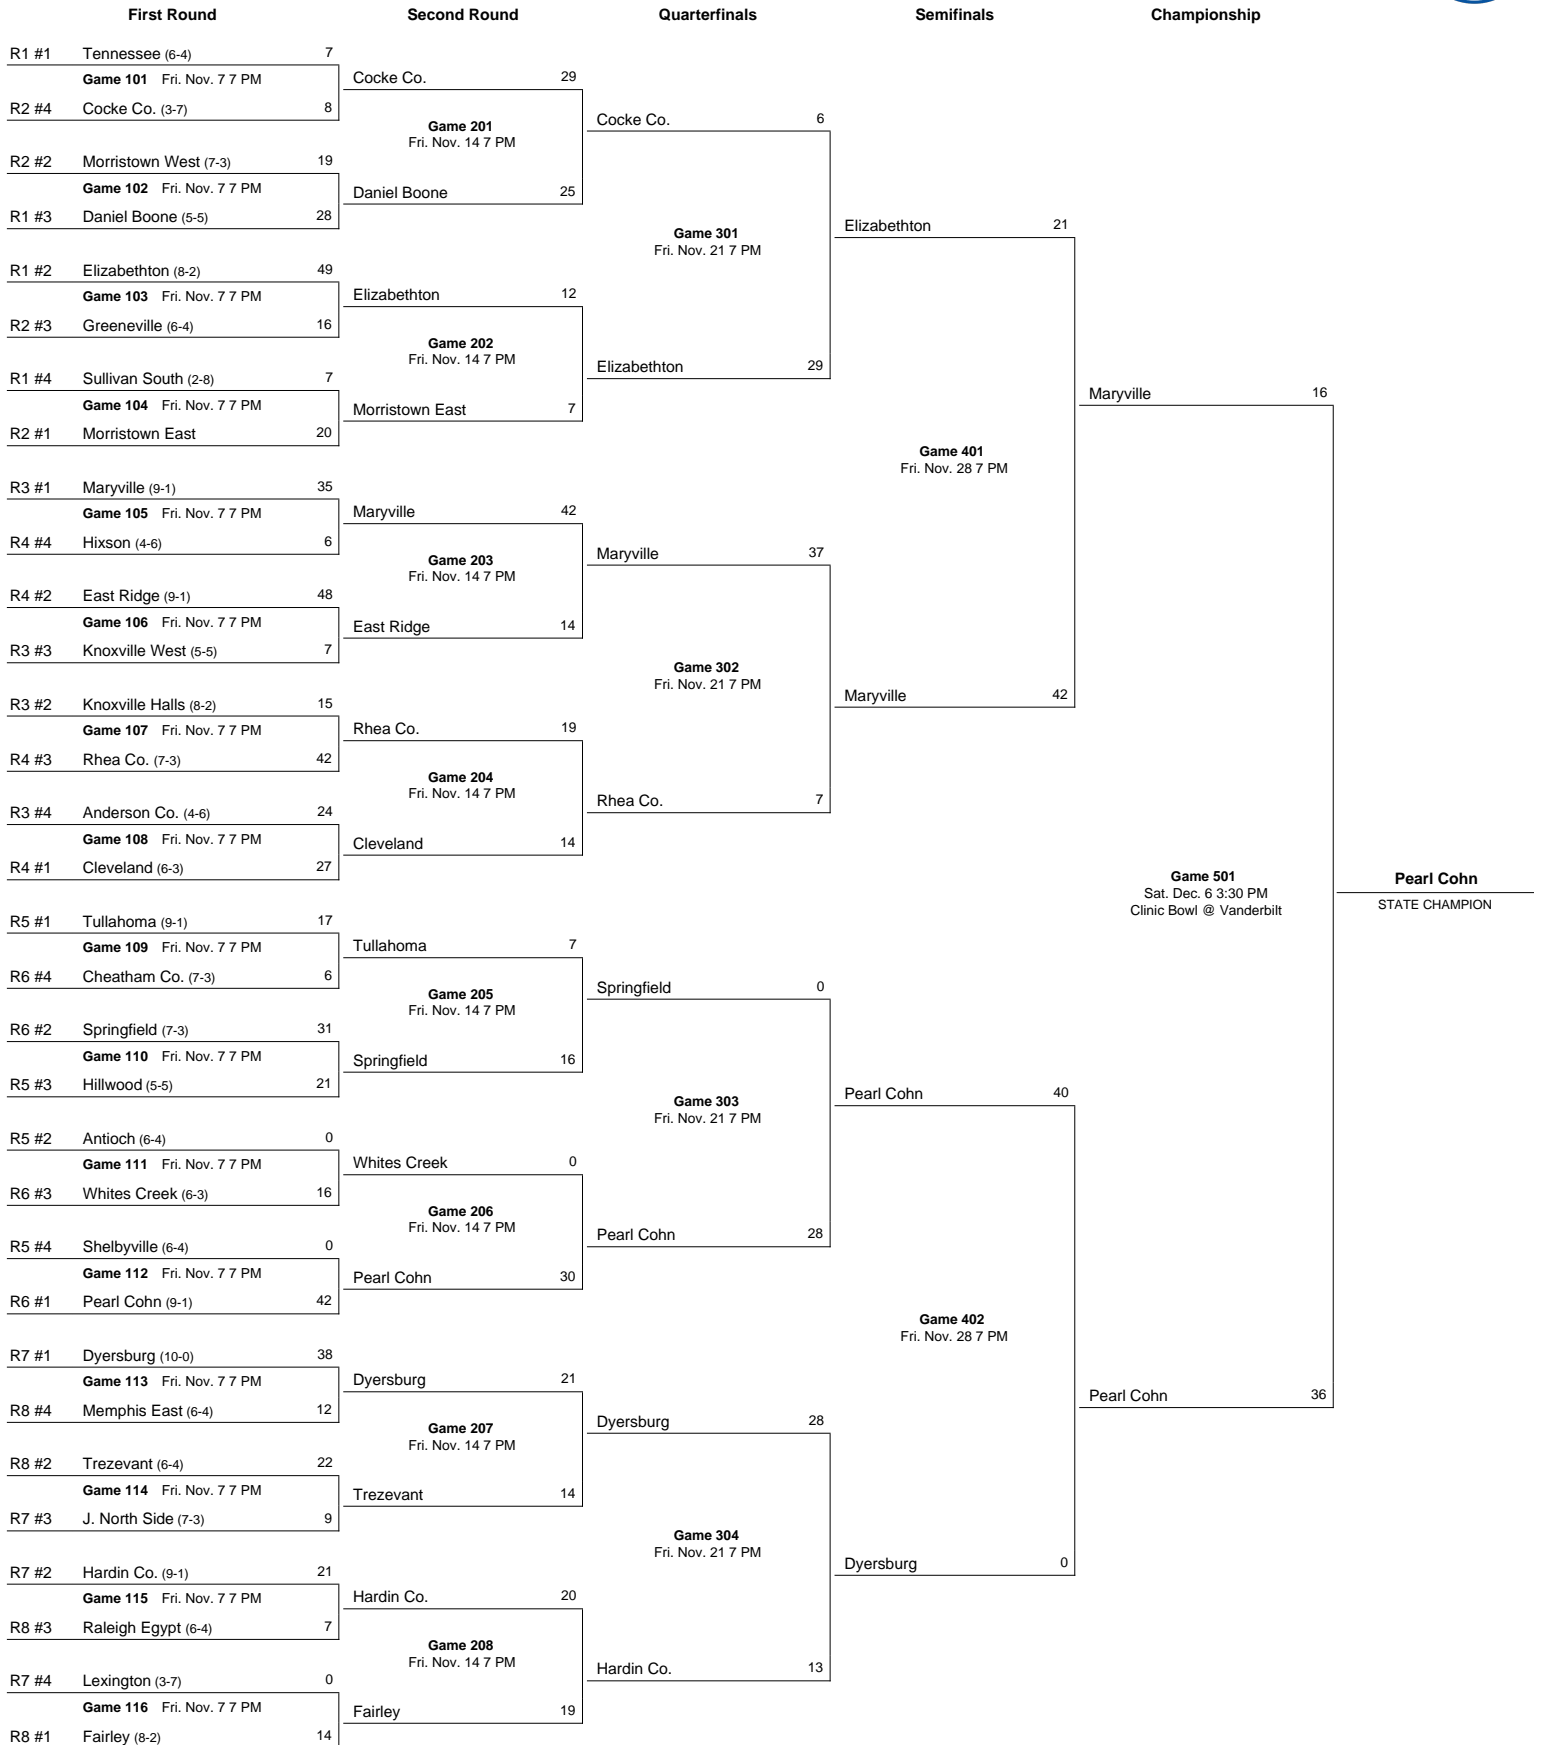 First Round
Second Round
Quarterfinals
Semifinals
Championship
R1 #1 Tennessee (6-4) 7
Game 101 Fri. Nov. 7 7 PM
R2 #4 Cocke Co. (3-7) 8
R2 #2 Morristown West (7-3) 19
Game 102 Fri. Nov. 7 7 PM
R1 #3 Daniel Boone (5-5) 28
R1 #2 Elizabethton (8-2) 49
Game 103 Fri. Nov. 7 7 PM
R2 #3 Greeneville (6-4) 16
R1 #4 Sullivan South (2-8) 7
Game 104 Fri. Nov. 7 7 PM
R2 #1 Morristown East 20
R3 #1 Maryville (9-1) 35
Game 105 Fri. Nov. 7 7 PM
R4 #4 Hixson (4-6) 6
R4 #2 East Ridge (9-1) 48
Game 106 Fri. Nov. 7 7 PM
R3 #3 Knoxville West (5-5) 7
R3 #2 Knoxville Halls (8-2) 15
Game 107 Fri. Nov. 7 7 PM
R4 #3 Rhea Co. (7-3) 42
R3 #4 Anderson Co. (4-6) 24
Game 108 Fri. Nov. 7 7 PM
R4 #1 Cleveland (6-3) 27
R5 #1 Tullahoma (9-1) 17
Game 109 Fri. Nov. 7 7 PM
R6 #4 Cheatham Co. (7-3) 6
R6 #2 Springfield (7-3) 31
Game 110 Fri. Nov. 7 7 PM
R5 #3 Hillwood (5-5) 21
R5 #2 Antioch (6-4) 0
Game 111 Fri. Nov. 7 7 PM
R6 #3 Whites Creek (6-3) 16
R5 #4 Shelbyville (6-4) 0
Game 112 Fri. Nov. 7 7 PM
R6 #1 Pearl Cohn (9-1) 42
R7 #1 Dyersburg (10-0) 38
Game 113 Fri. Nov. 7 7 PM
R8 #4 Memphis East (6-4) 12
R8 #2 Trezevant (6-4) 22
Game 114 Fri. Nov. 7 7 PM
R7 #3 J. North Side (7-3) 9
R7 #2 Hardin Co. (9-1) 21
Game 115 Fri. Nov. 7 7 PM
R8 #3 Raleigh Egypt (6-4) 7
R7 #4 Lexington (3-7) 0
Game 116 Fri. Nov. 7 7 PM
R8 #1 Fairley (8-2) 14
Cocke Co. 29
Game 201
Fri. Nov. 14 7 PM
Daniel Boone 25
Elizabethton 12
Game 202
Fri. Nov. 14 7 PM
Morristown East 7
Maryville 42
Game 203
Fri. Nov. 14 7 PM
East Ridge 14
Rhea Co. 19
Game 204
Fri. Nov. 14 7 PM
Cleveland 14
Tullahoma 7
Game 205
Fri. Nov. 14 7 PM
Springfield 16
Whites Creek 0
Game 206
Fri. Nov. 14 7 PM
Pearl Cohn 30
Dyersburg 21
Game 207
Fri. Nov. 14 7 PM
Trezevant 14
Hardin Co. 20
Game 208
Fri. Nov. 14 7 PM
Fairley 19
Cocke Co. 6
Game 301
Fri. Nov. 21 7 PM
Elizabethton 29
Maryville 37
Game 302
Fri. Nov. 21 7 PM
Rhea Co. 7
Springfield 0
Game 303
Fri. Nov. 21 7 PM
Pearl Cohn 28
Dyersburg 28
Game 304
Fri. Nov. 21 7 PM
Hardin Co. 13
Elizabethton 21
Game 401
Fri. Nov. 28 7 PM
Maryville 42
Pearl Cohn 40
Game 402
Fri. Nov. 28 7 PM
Dyersburg 0
Maryville 16
Game 501
Sat. Dec. 6 3:30 PM
Clinic Bowl @ Vanderbilt
Pearl Cohn 36
Pearl Cohn
STATE CHAMPION